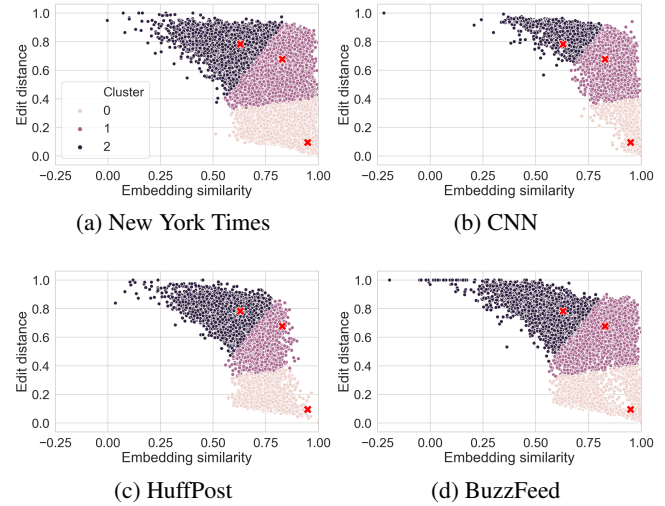 1.0
0.8
0.6
0.4
0.2
0.0
Edit distance
Cluster
0
1
2
−0.25 0.00 0.25 0.50 0.75 1.00
Embedding similarity
(a) New York Times
1.0
0.8
0.6
0.4
0.2
0.0
Edit distance
−0.25 0.00 0.25 0.50 0.75 1.00
Embedding similarity
(b) CNN
1.0
0.8
0.6
0.4
0.2
0.0
Edit distance
−0.25 0.00 0.25 0.50 0.75 1.00
Embedding similarity
(c) HuffPost
1.0
0.8
0.6
0.4
0.2
0.0
Edit distance
−0.25 0.00 0.25 0.50 0.75 1.00
Embedding similarity
(d) BuzzFeed